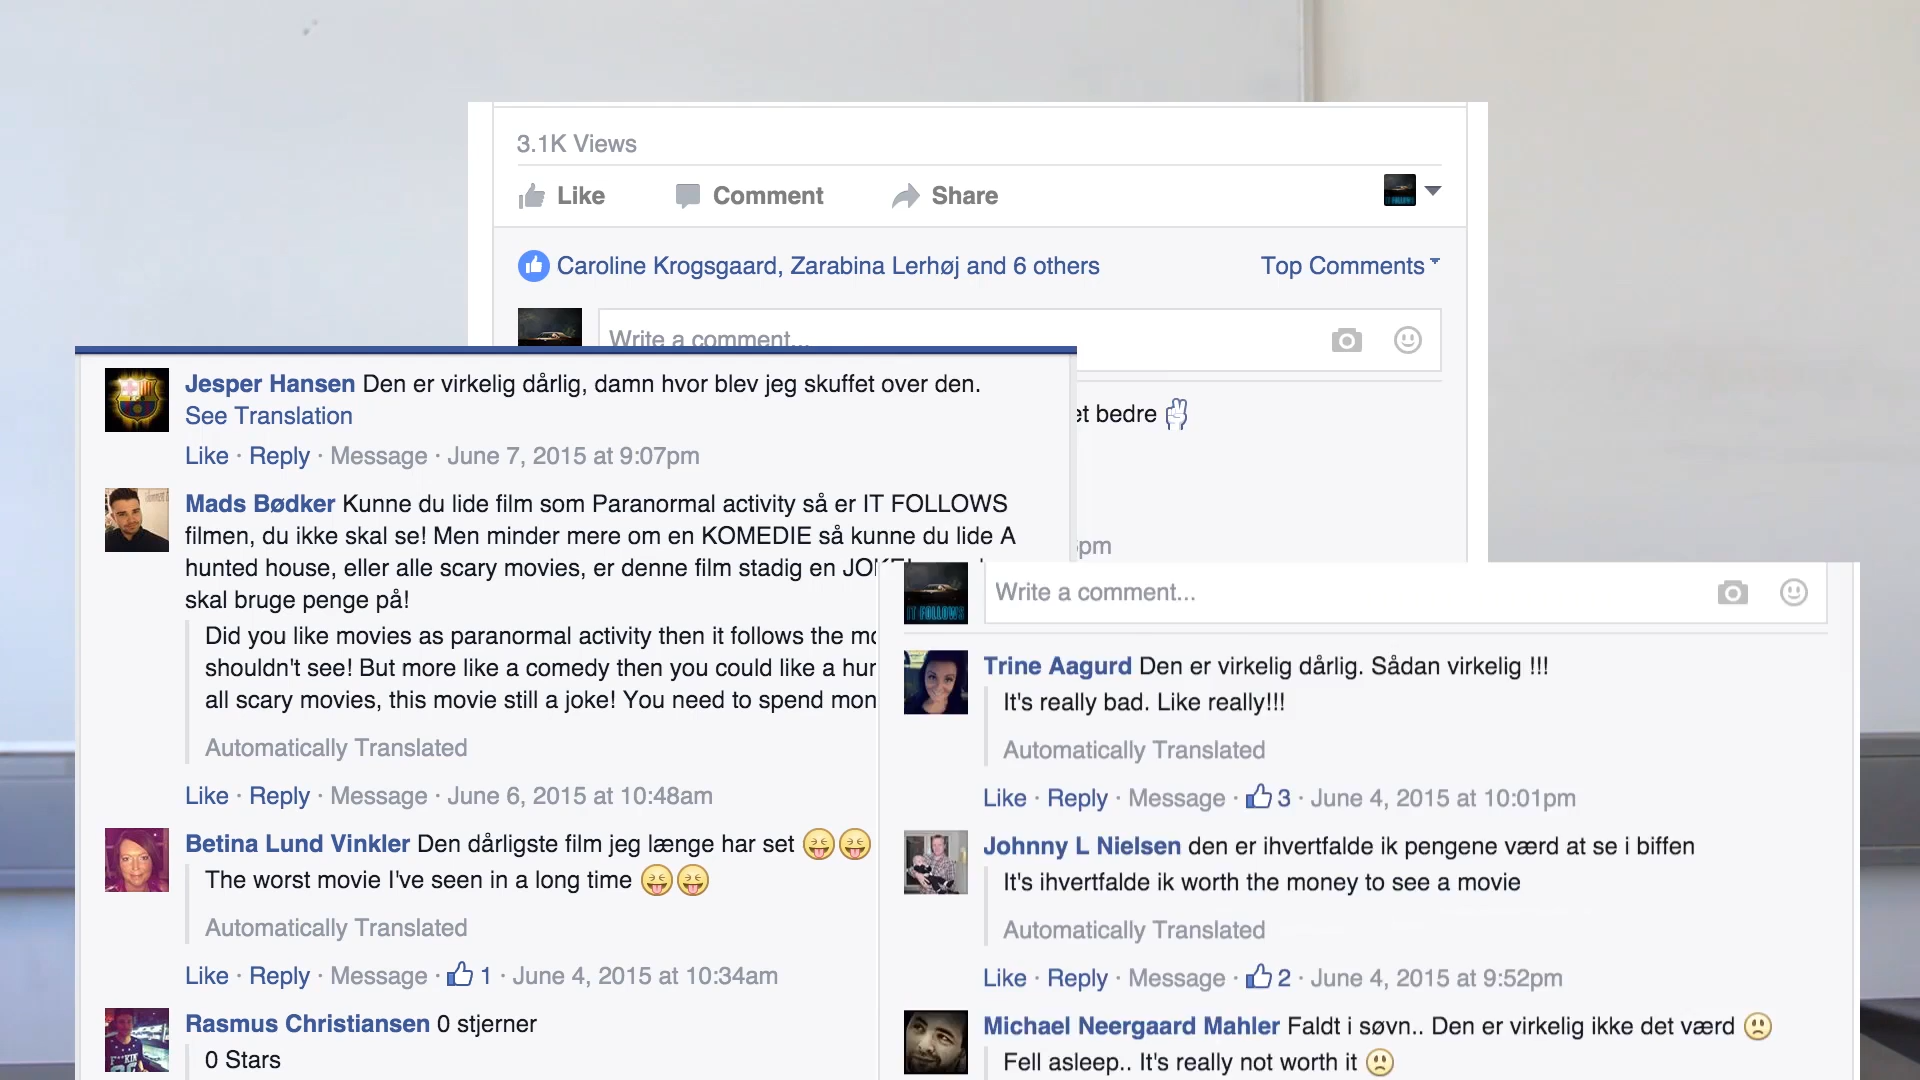 3.1K Views
Like Comment Share
Caroline Krogsgaard, Zarabina Lerhøj and 6 others Top Comments
Write a comment...
et bedre
pm
Jesper Hansen Den er virkelig dårlig, damn hvor blev jeg skuffet over den.
See Translation
Like · Reply · Message · June 7, 2015 at 9:07pm
Mads Bødker Kunne du lide film som Paranormal activity så er IT FOLLOWS
filmen, du ikke skal se! Men minder mere om en KOMEDIE så kunne du lide A
hunted house, eller alle scary movies, er denne film stadig en
skal bruge penge på!
Did you like movies as paranormal activity then it follows the
shouldn't see! But more like a comedy then you could like a
all scary movies, this movie still a joke! You need to spend
Automatically Translated
Like · Reply · Message · June 6, 2015 at 10:48am
Betina Lund Vinkler Den dårligste film jeg længe har set 😝😝
The worst movie I've seen in a long time 😝😝
Automatically Translated
Like · Reply · Message · 1 · June 4, 2015 at 10:34am
Rasmus Christiansen 0 stjerner
0 Stars
IT FOLLOWS
Write a comment...
Trine Aagurd Den er virkelig dårlig. Sådan virkelig !!!
It's really bad. Like really!!!
Automatically Translated
Like · Reply · Message · 3 · June 4, 2015 at 10:01pm
Johnny L Nielsen den er ihvertfalde ik pengene værd at se i biffen
It's ihvertfalde ik worth the money to see a movie
Automatically Translated
Like · Reply · Message · 2 · June 4, 2015 at 9:52pm
Michael Neergaard Mahler Faldt i søvn.. Den er virkelig ikke det værd 🙁
Fell asleep.. It's really not worth it 🙁